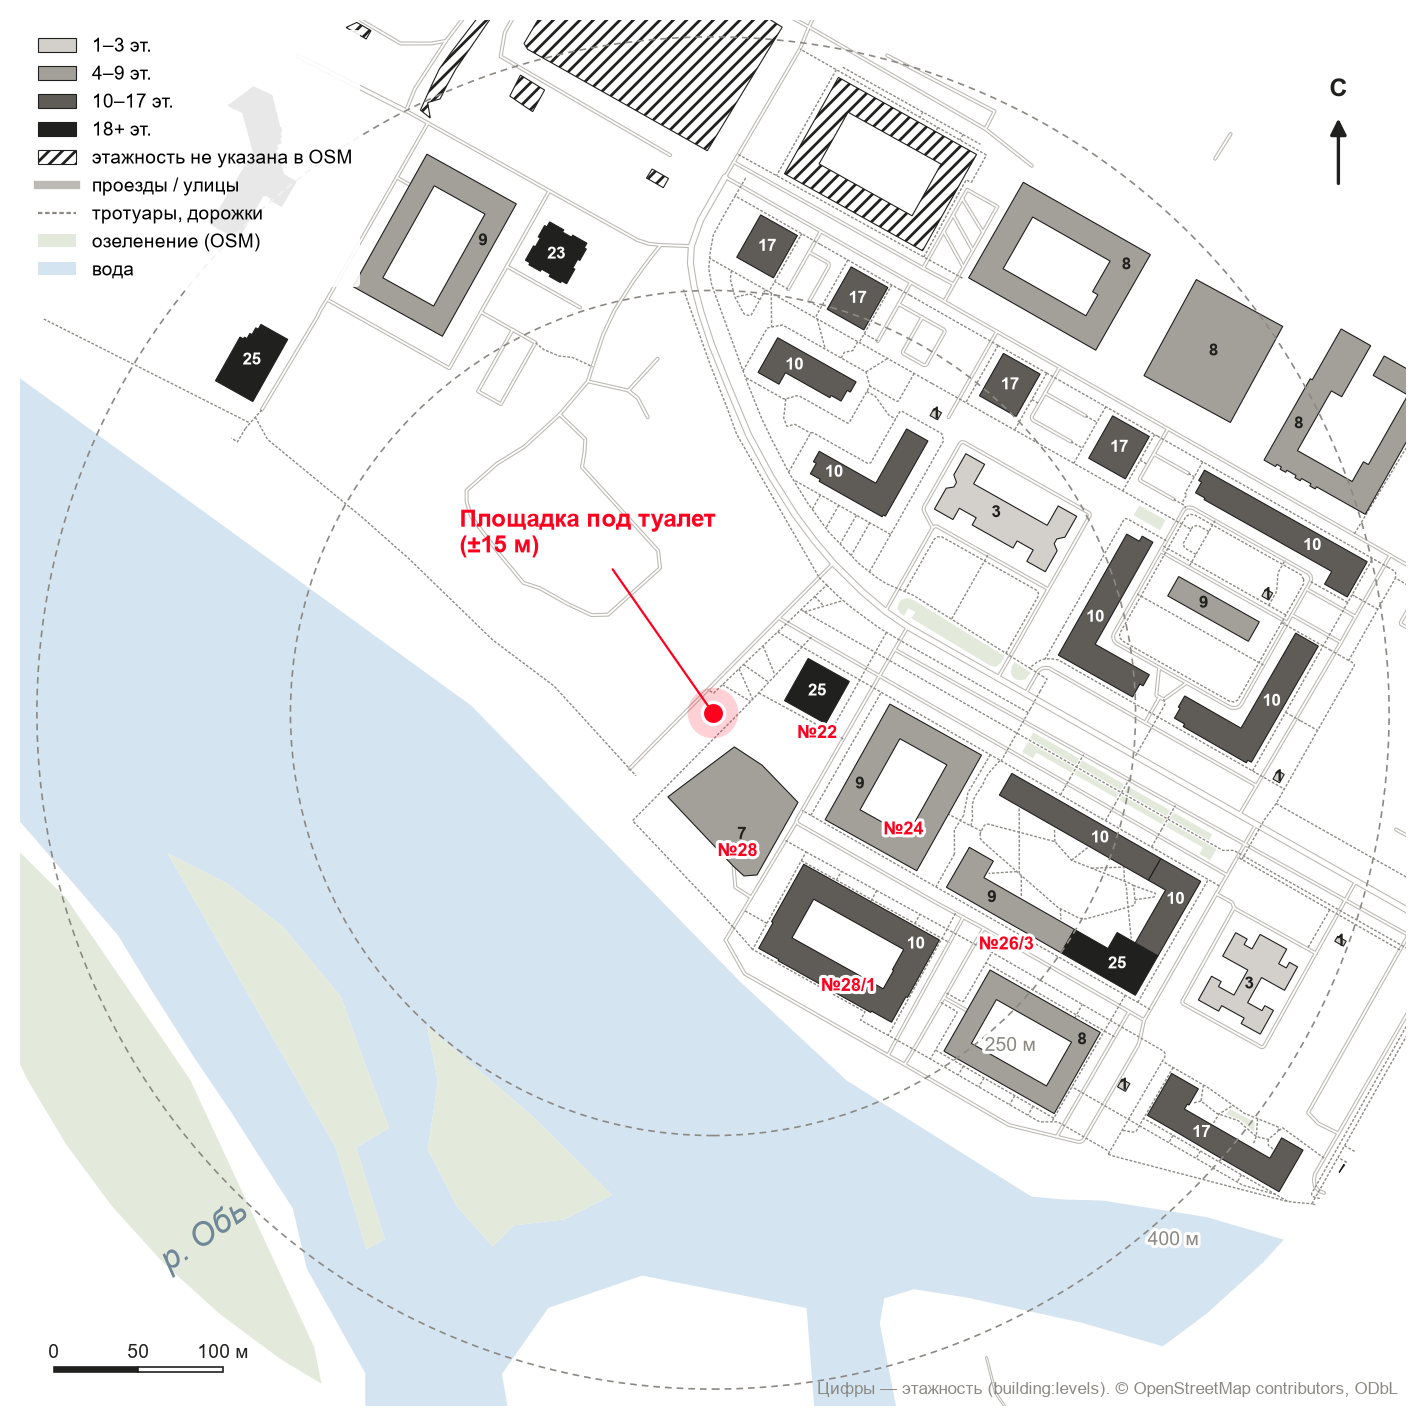 1–3 эт.
4–9 эт.
10–17 эт.
18+ эт.
этажность не указана в OSM
проезды / улицы
тротуары, дорожки
озеленение (OSM)
вода
С
9
23
25
17
17
8
8
8
10
17
17
10
3
10
9
10
10
Площадка под туалет
(±15 м)
25
№22
9
№24
7
№28
10
10
9
25
№26/3
10
№28/1
3
8
250 м
17
400 м
р. Обь
0 50 100 м
Цифры — этажность (building:levels). © OpenStreetMap contributors, ODbL